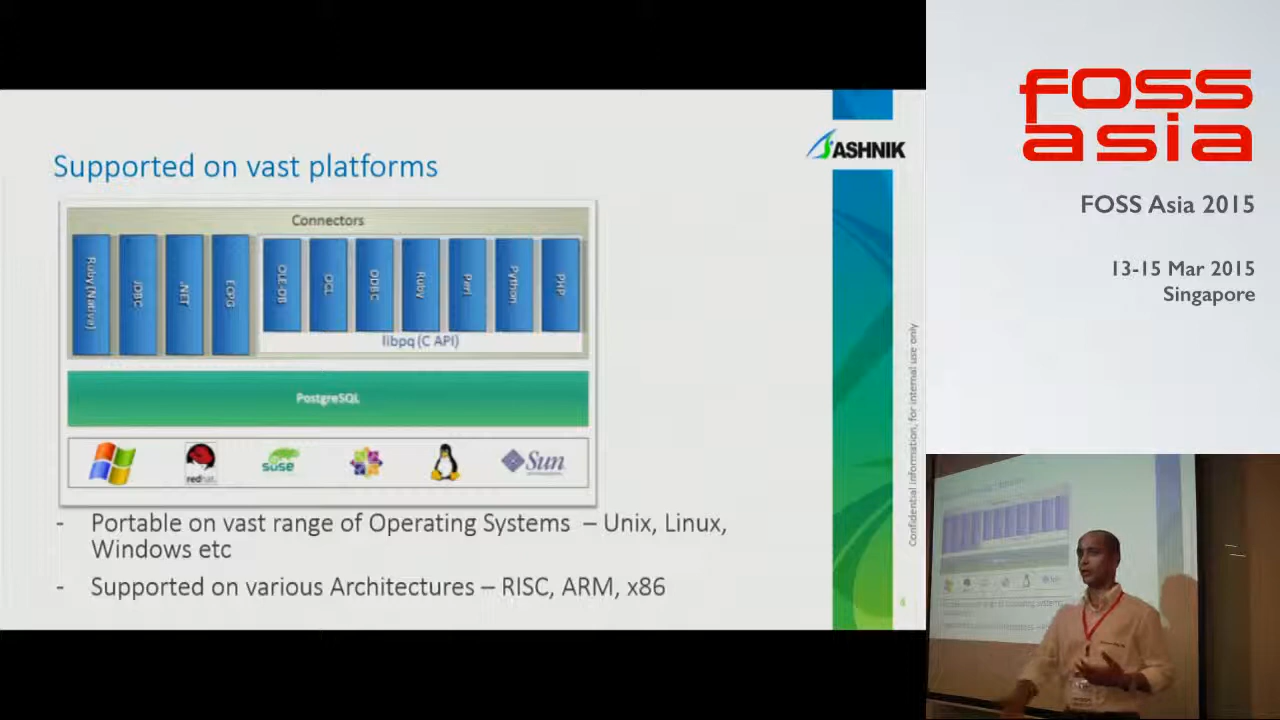 Supported on vast platforms
ASHNIK
Connectors
Ruby(Native)
JDBC
.NET
ECPG
OLE-DB
OCL
ODBC
Ruby
Perl
Python
PHP
libpq (C API)
PostgreSQL
redhat
SUSE
Sun
- Portable on vast range of Operating Systems – Unix, Linux,
Windows etc
- Supported on various Architectures – RISC, ARM, x86
Confidential information, for internal use only
4
FOSS
asia
FOSS Asia 2015
13-15 Mar 2015
Singapore